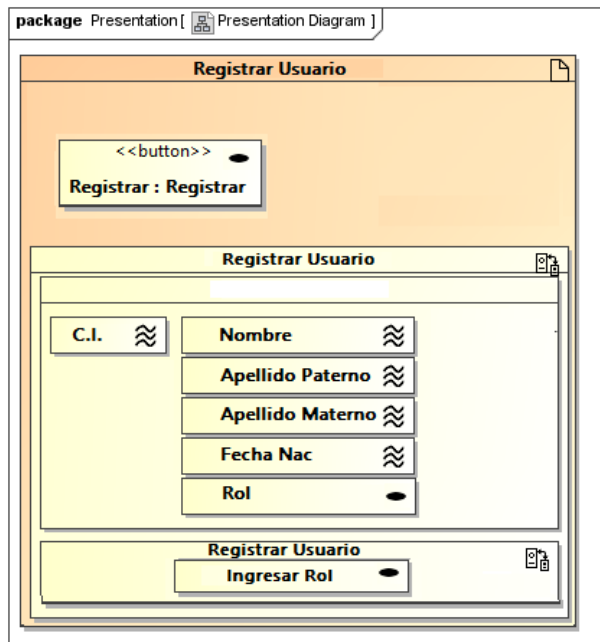 package Presentation [ Presentation Diagram ]
Registrar Usuario
<<button>>
Registrar : Registrar
Registrar Usuario
C.I.
Nombre
Apellido Paterno
Apellido Materno
Fecha Nac
Rol
Registrar Usuario
Ingresar Rol